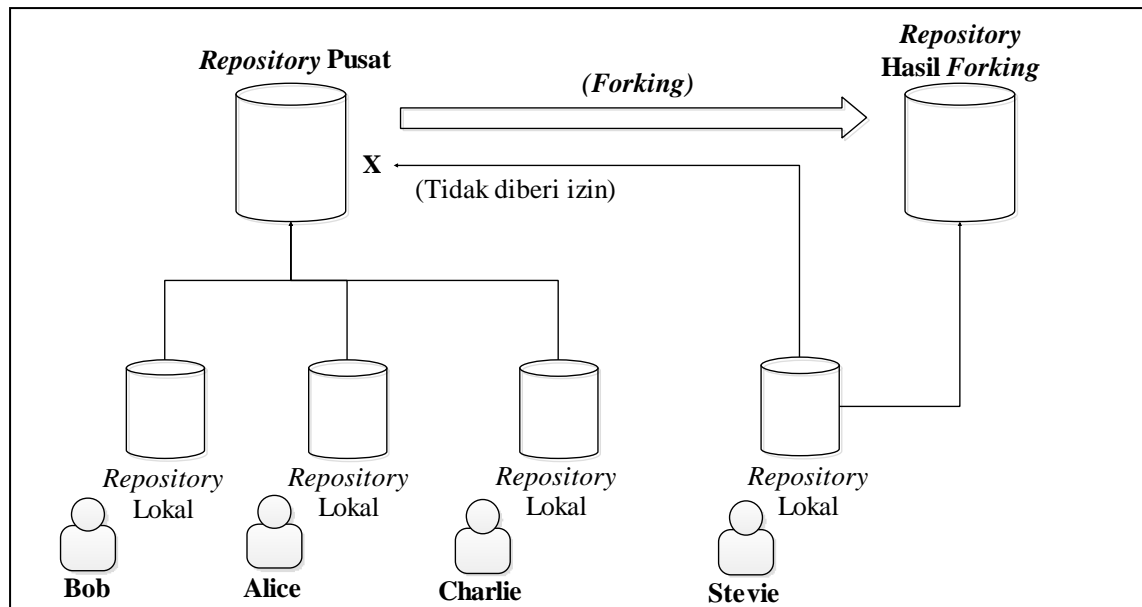 Repository Pusat
(Forking)
Repository
Hasil Forking
X
(Tidak diberi izin)
Repository
Lokal
Repository
Lokal
Repository
Lokal
Repository
Lokal
Bob
Alice
Charlie
Stevie